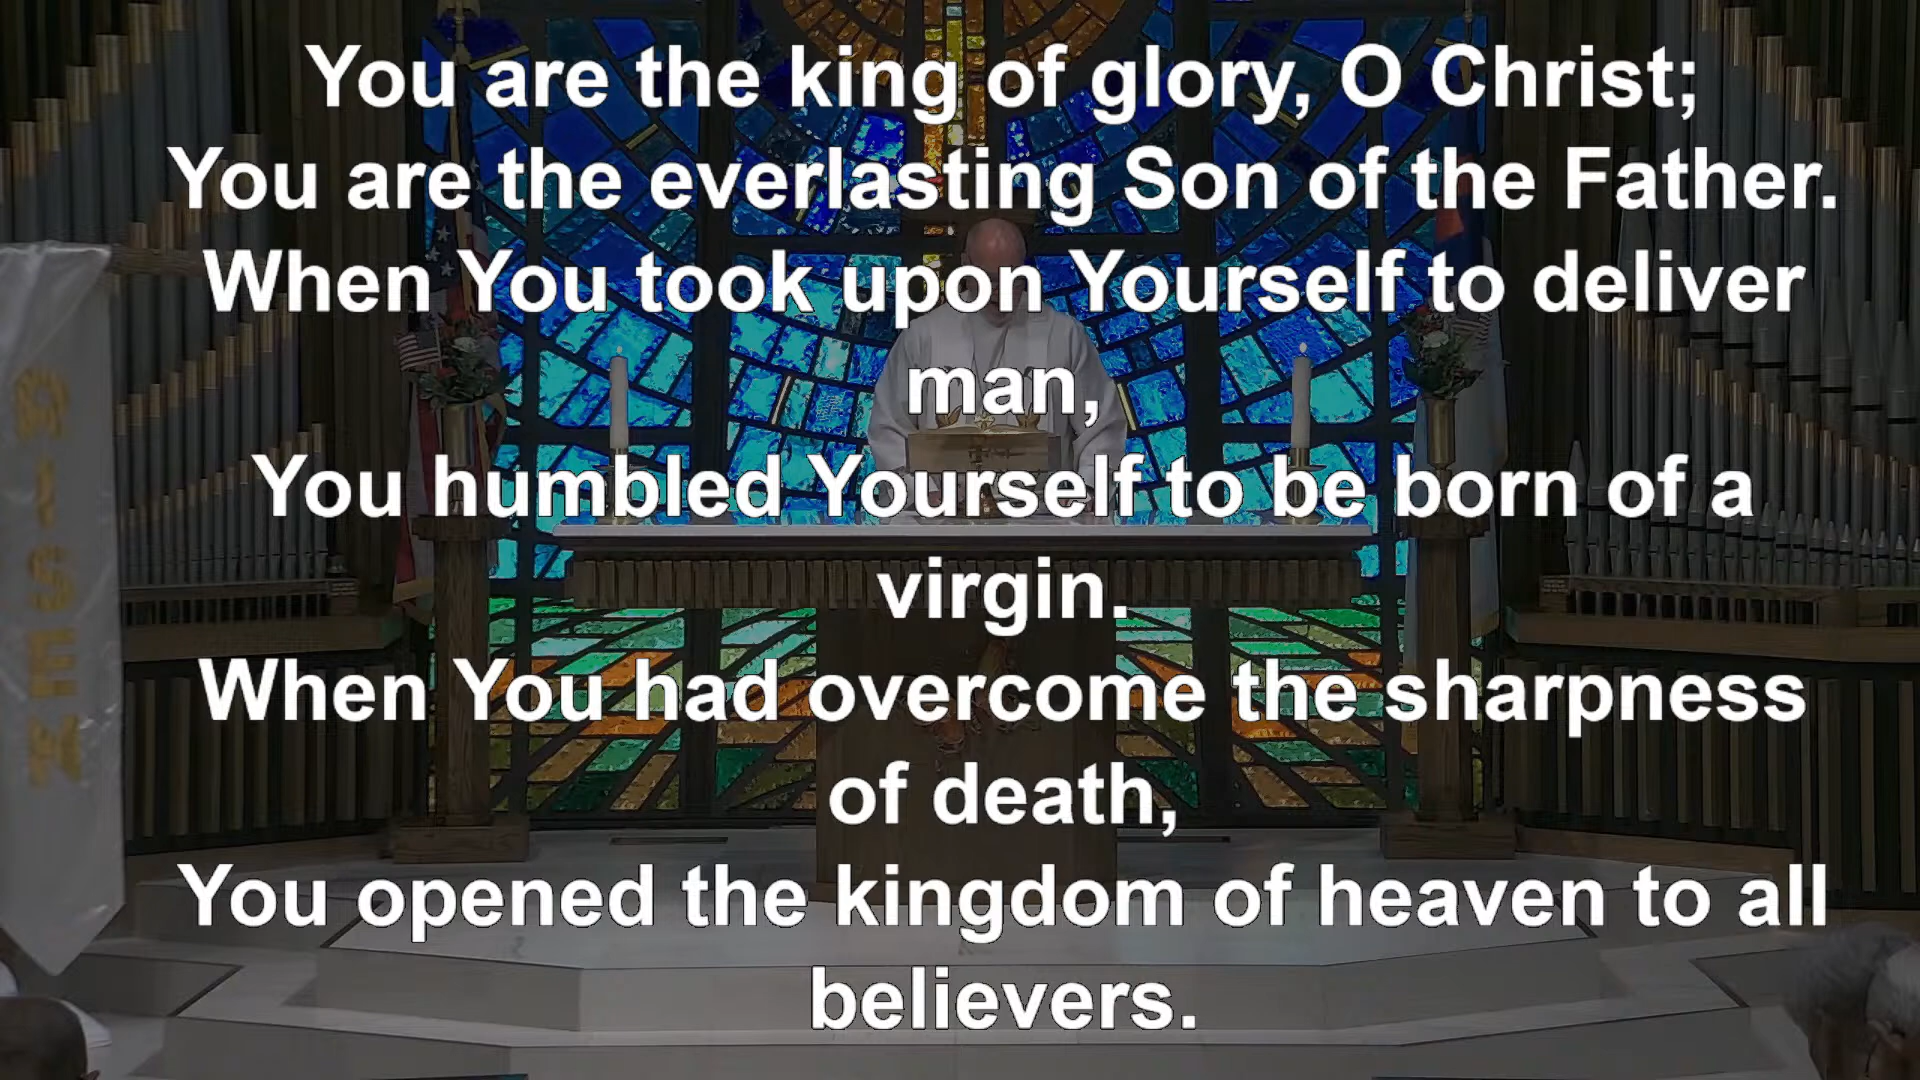 You are the king of glory, O Christ;
You are the everlasting Son of the Father.
When You took upon Yourself to deliver
man,
You humbled Yourself to be born of a
virgin.
When You had overcome the sharpness
of death,
You opened the kingdom of heaven to all
believers.
RISEN